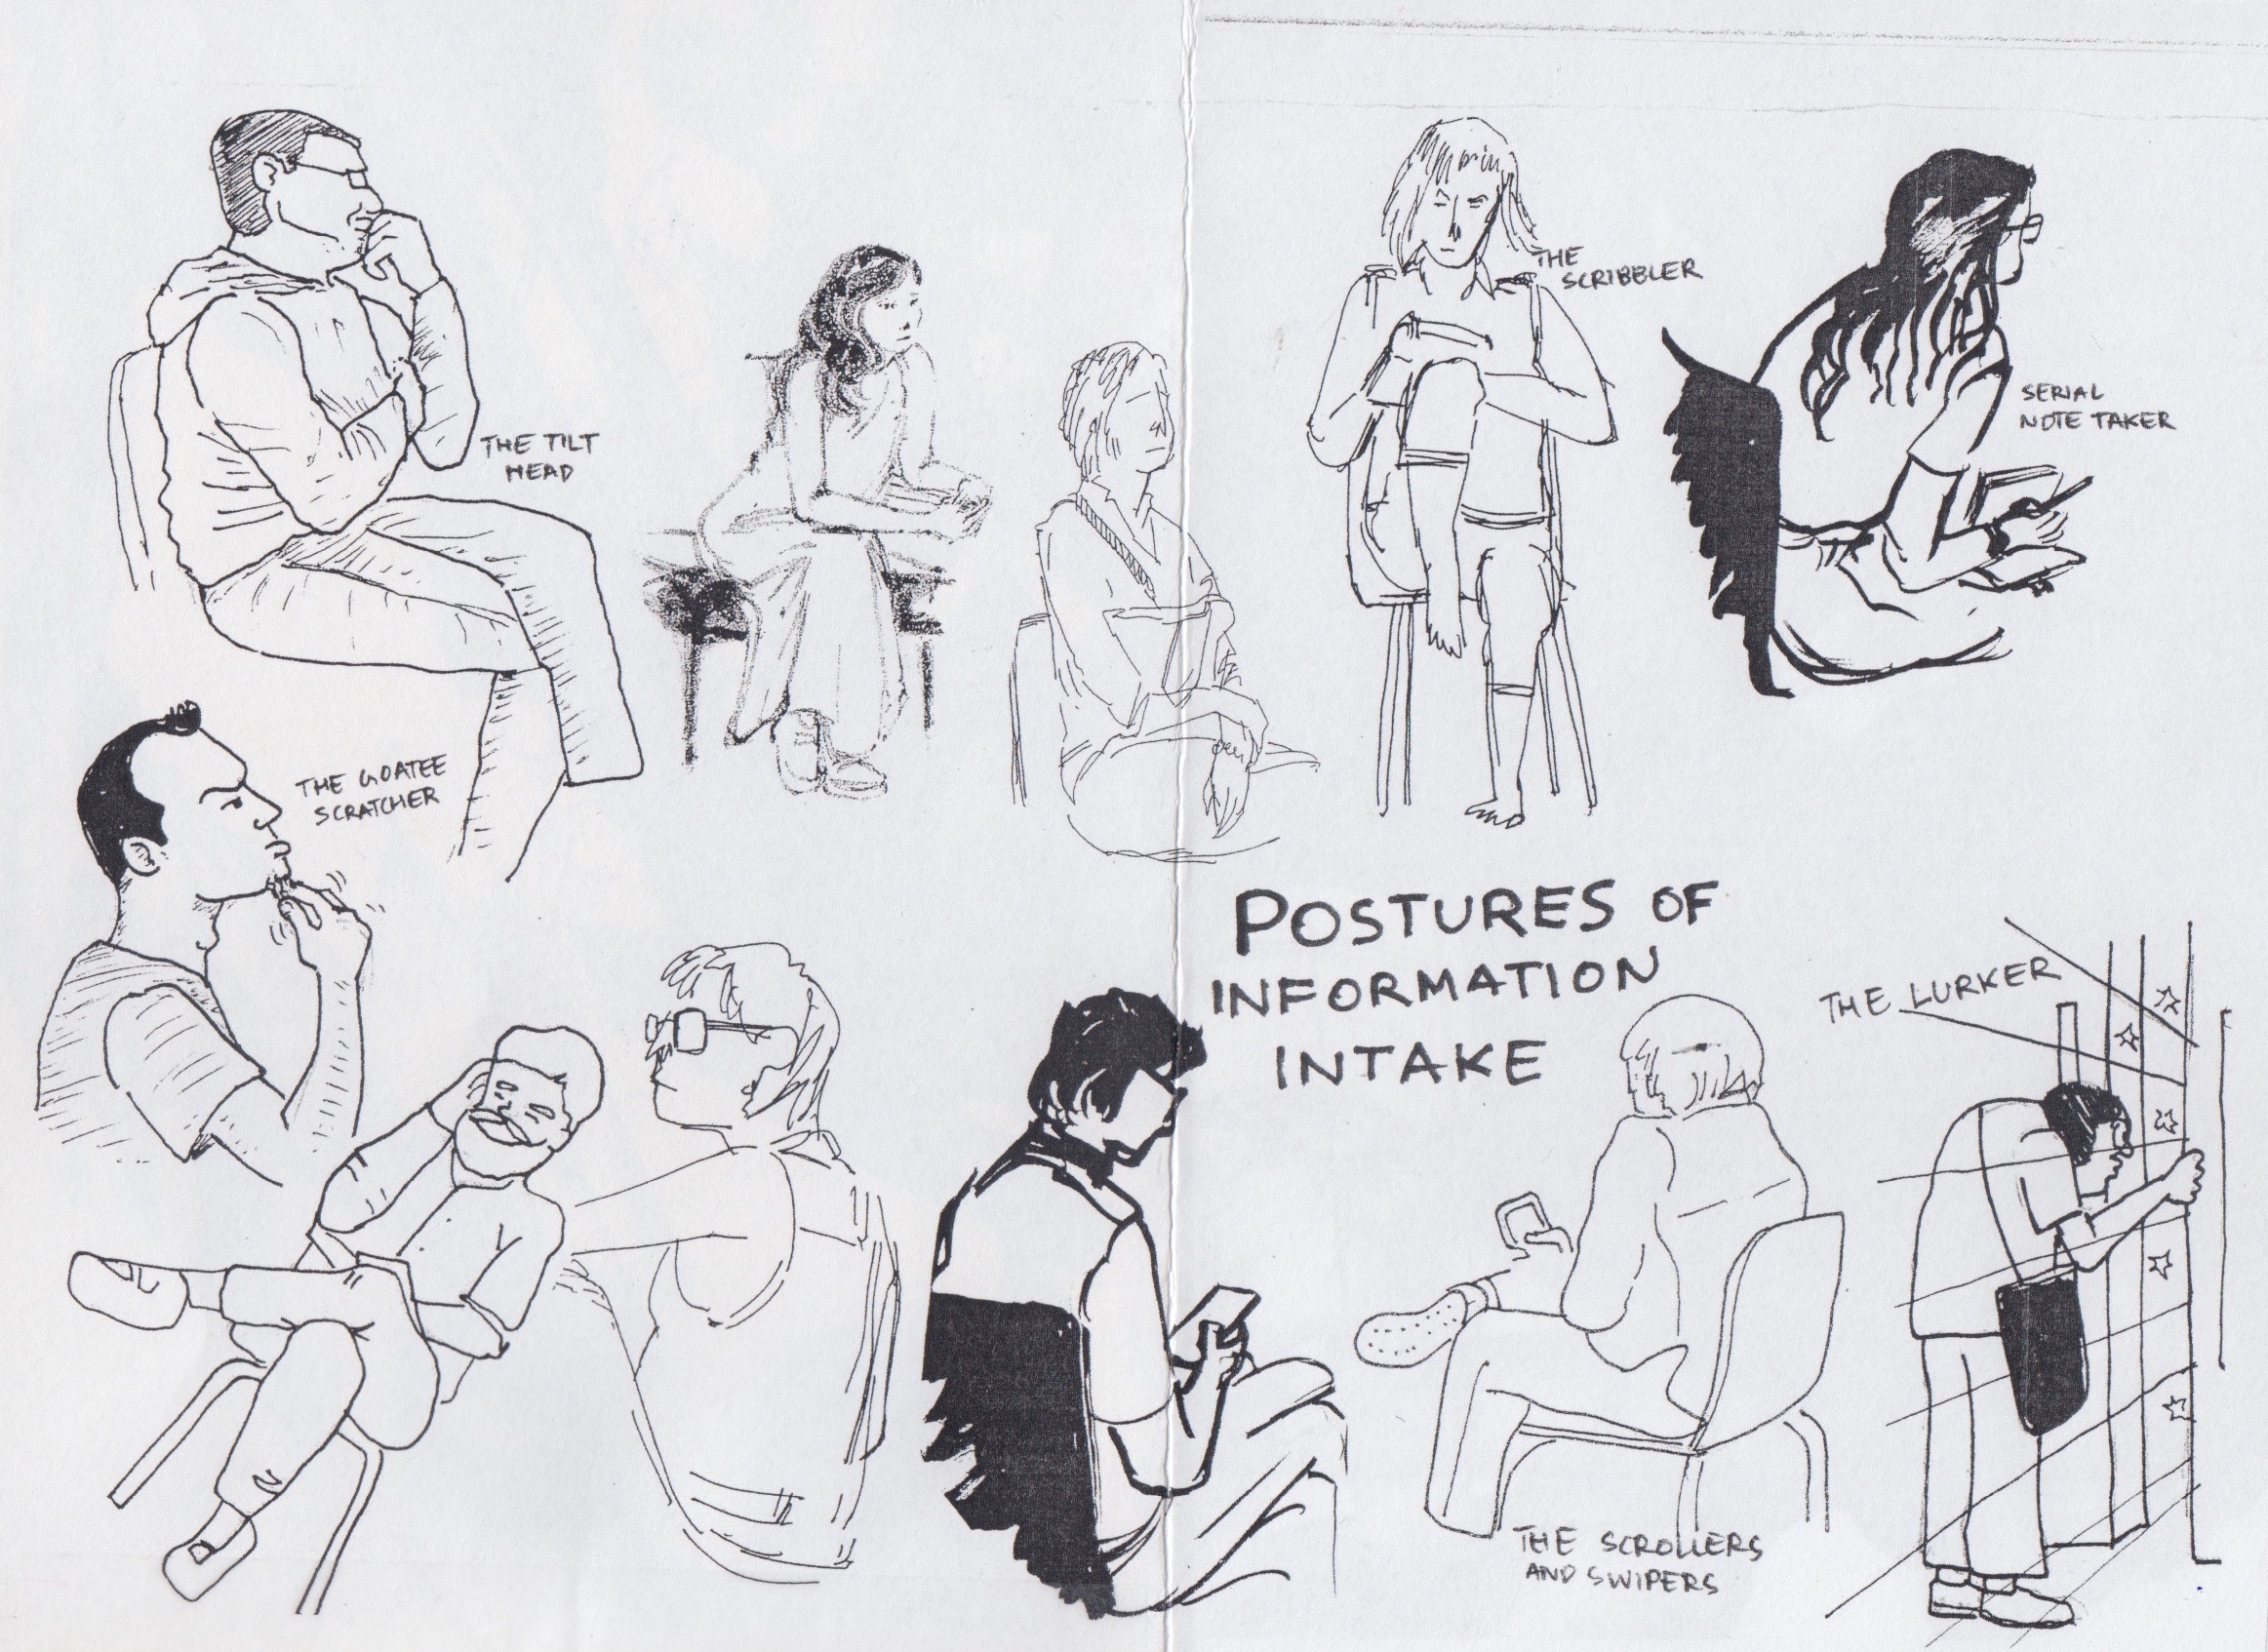 THE TILT
HEAD
THE
SCRIBBLER
SERIAL
NOTE TAKER
THE GOATEE
SCRATCHER
POSTURES OF
INFORMATION
INTAKE
THE LURKER
THE SCROLLERS
AND SWIPERS